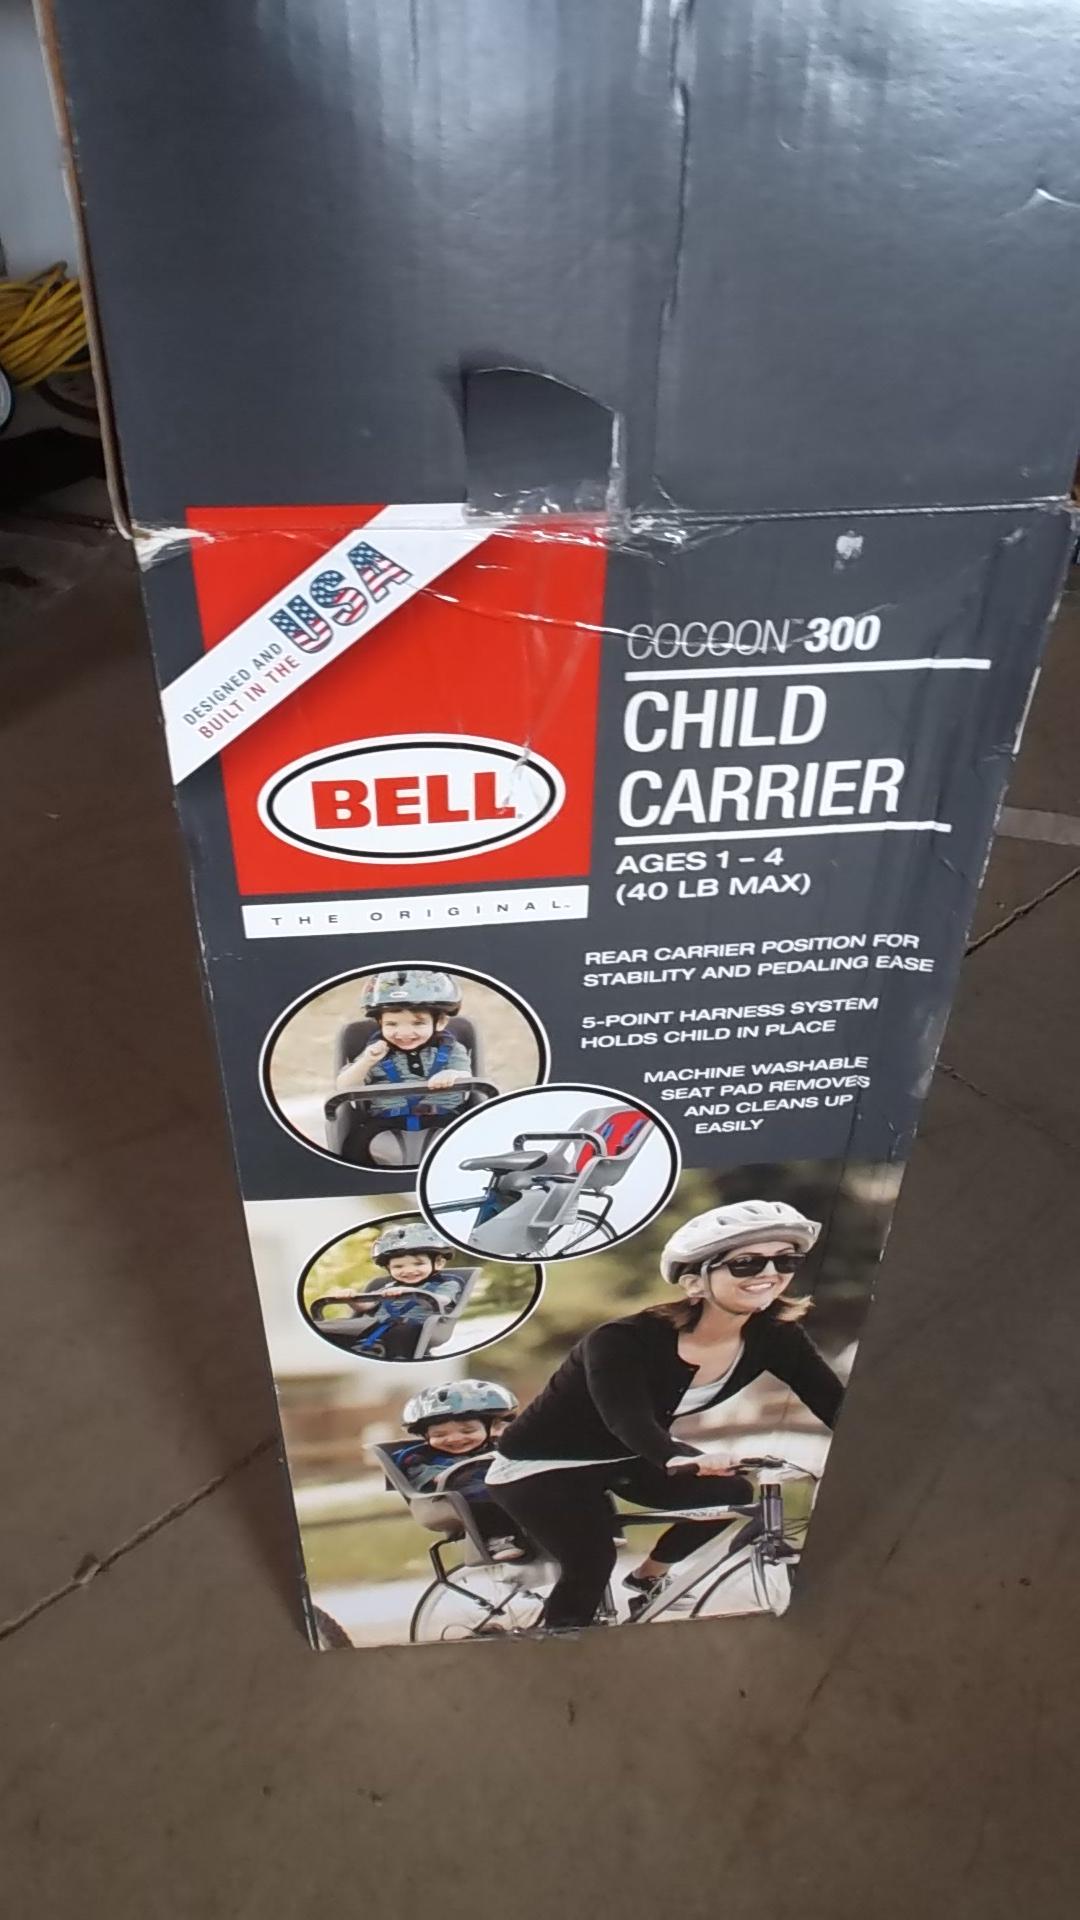 DESIGNED AND
BUILT IN THE
USA
BELL
THE ORIGINAL™
COCOON™ 300
CHILD
CARRIER
AGES 1 – 4
(40 LB MAX)
REAR CARRIER POSITION FOR
STABILITY AND PEDALING EASE
5-POINT HARNESS SYSTEM
HOLDS CHILD IN PLACE
MACHINE WASHABLE
SEAT PAD REMOVES
AND CLEANS UP
EASILY